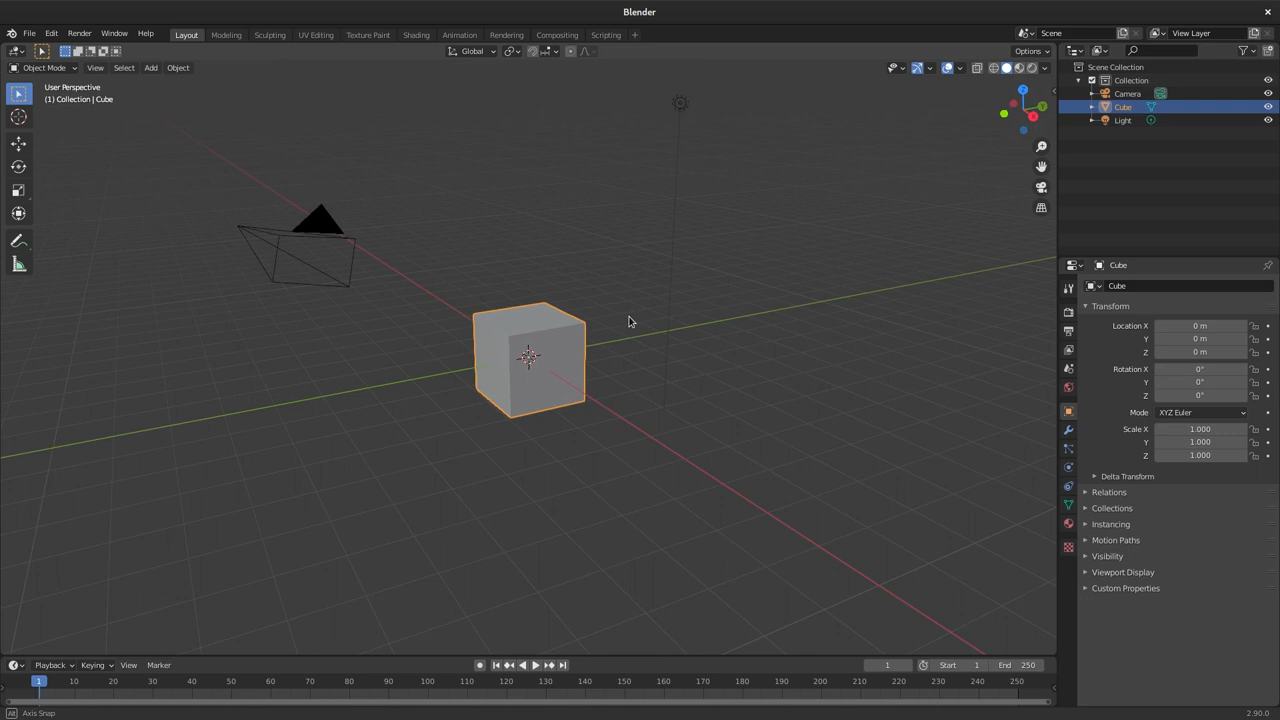 Blender
File Edit Render Window Help Layout Modeling Sculpting UV Editing Texture Paint Shading Animation Rendering Compositing Scripting + Scene View Layer
Global Options
Object Mode View Select Add Object
User Perspective
(1) Collection | Cube
Z
Y
X
Scene Collection
Collection
Camera
Cube
Light
Cube
Cube
Transform
Location X 0 m
Y 0 m
Z 0 m
Rotation X 0°
Y 0°
Z 0°
Mode XYZ Euler
Scale X 1.000
Y 1.000
Z 1.000
Delta Transform
Relations
Collections
Instancing
Motion Paths
Visibility
Viewport Display
Custom Properties
Playback Keying View Marker 1 Start 1 End 250
1 10 20 30 40 50 60 70 80 90 100 110 120 130 140 150 160 170 180 190 200 210 220 230 240 250
Alt Axis Snap 2.90.0